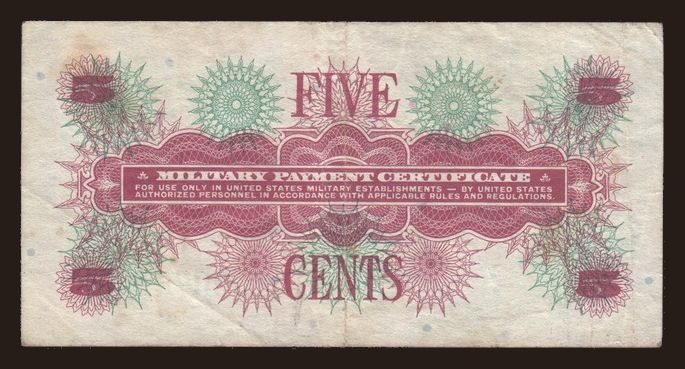 5 FIVE 5
MILITARY PAYMENT CERTIFICATE
FOR USE ONLY IN UNITED STATES MILITARY ESTABLISHMENTS — BY UNITED STATES
AUTHORIZED PERSONNEL IN ACCORDANCE WITH APPLICABLE RULES AND REGULATIONS.
5 CENTS 5